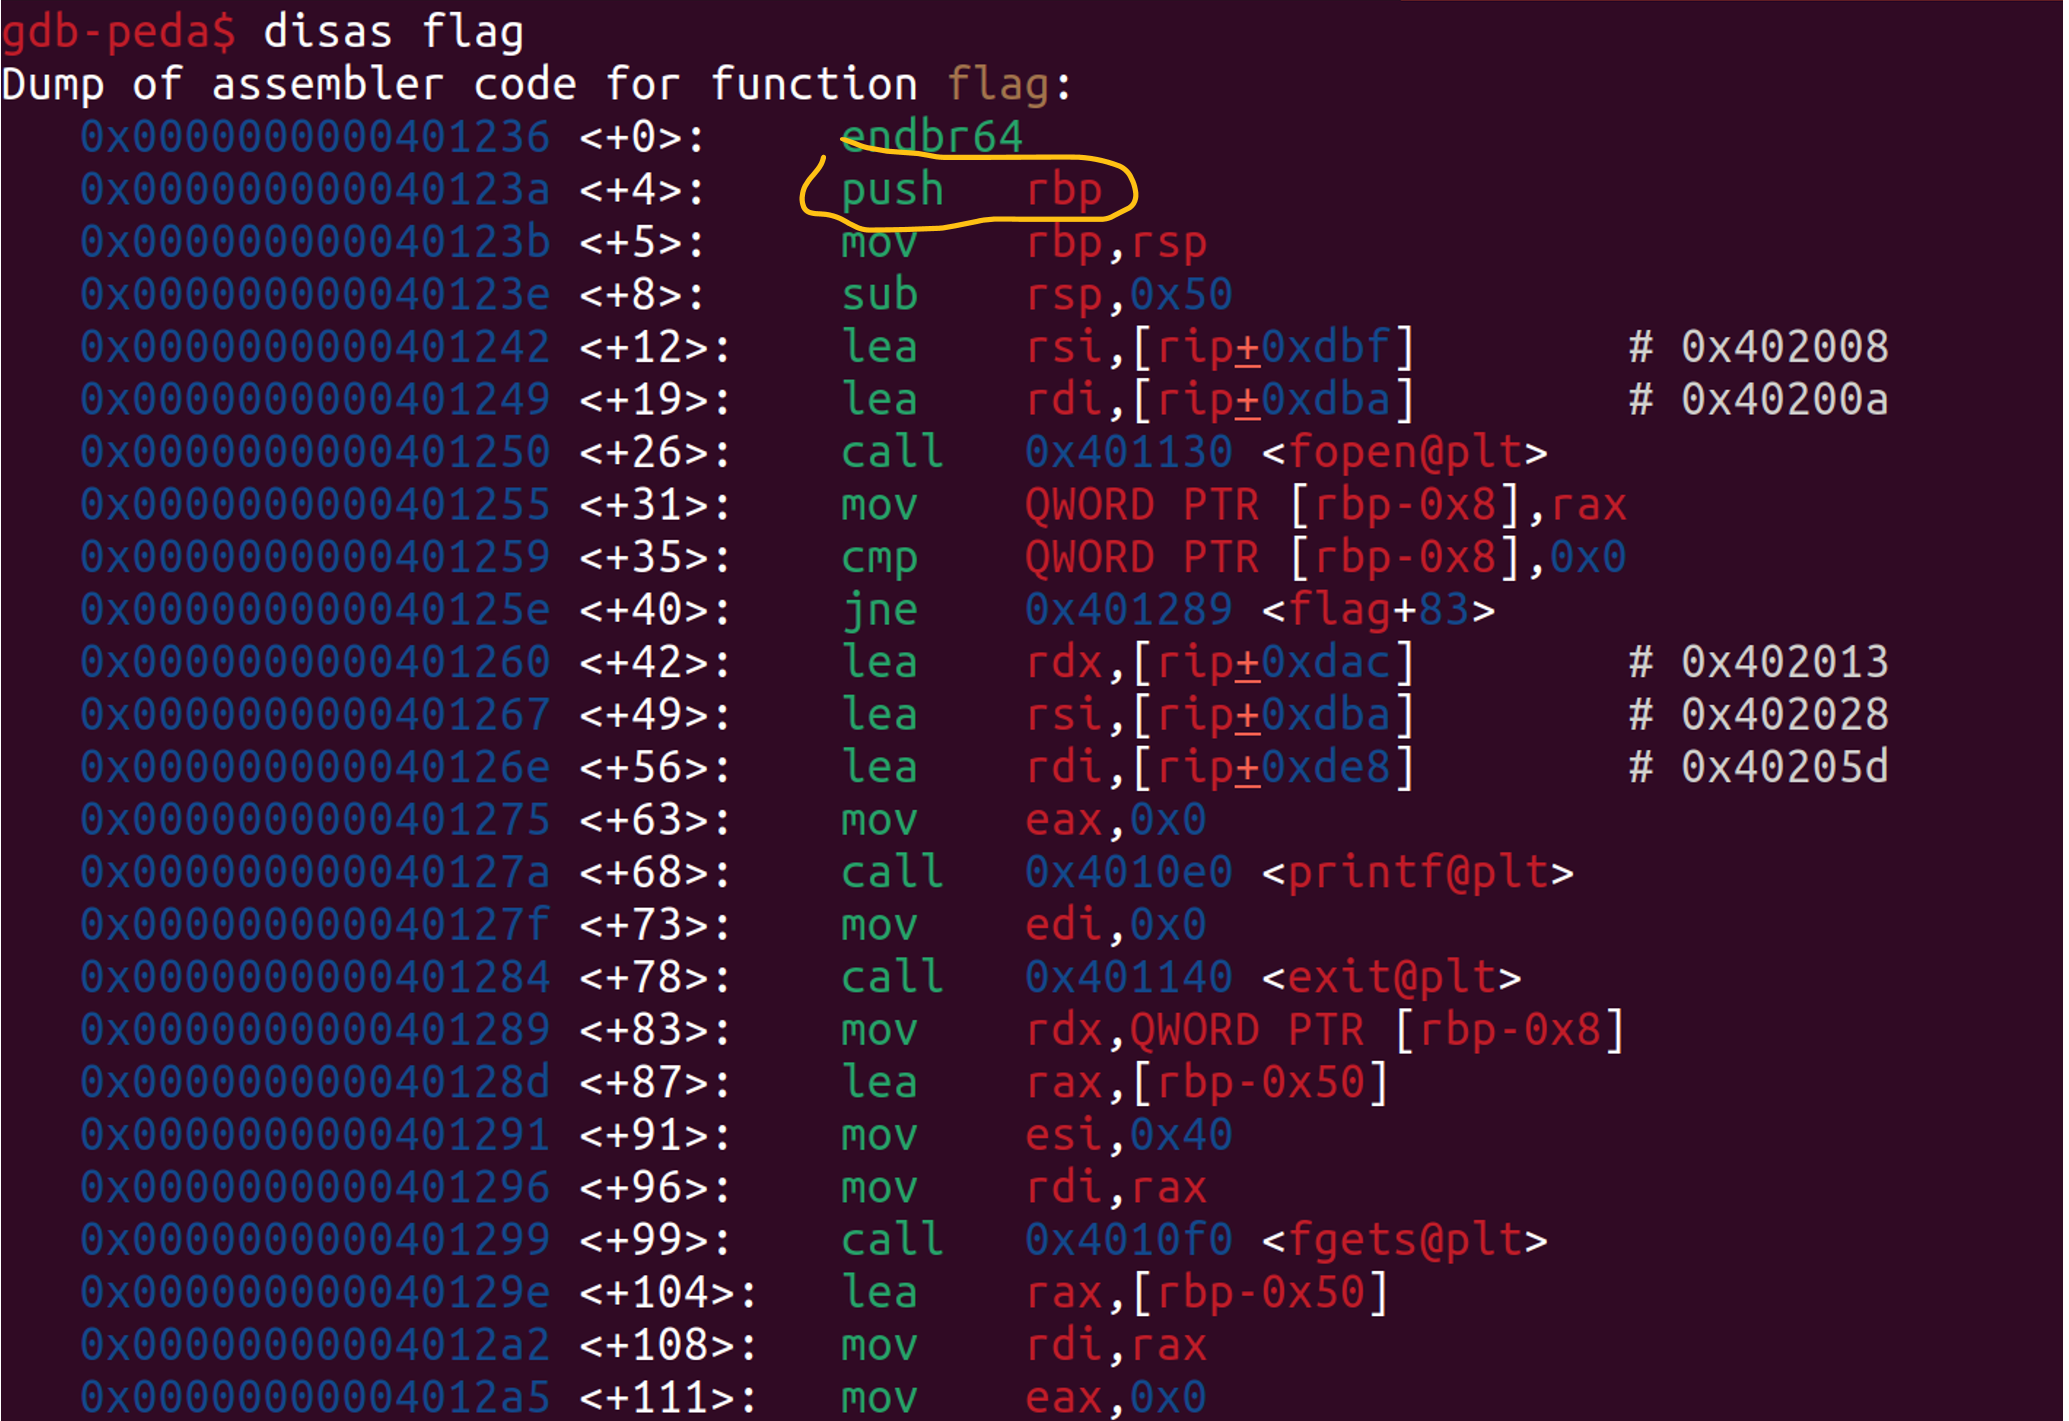 gdb-peda$ disas flag
Dump of assembler code for function flag:
0x0000000000401236 <+0>: endbr64
0x000000000040123a <+4>: push rbp
0x000000000040123b <+5>: mov rbp,rsp
0x000000000040123e <+8>: sub rsp,0x50
0x0000000000401242 <+12>: lea rsi,[rip+0xdbf] # 0x402008
0x0000000000401249 <+19>: lea rdi,[rip+0xdba] # 0x40200a
0x0000000000401250 <+26>: call 0x401130 <fopen@plt>
0x0000000000401255 <+31>: mov QWORD PTR [rbp-0x8],rax
0x0000000000401259 <+35>: cmp QWORD PTR [rbp-0x8],0x0
0x000000000040125e <+40>: jne 0x401289 <flag+83>
0x0000000000401260 <+42>: lea rdx,[rip+0xdac] # 0x402013
0x0000000000401267 <+49>: lea rsi,[rip+0xdba] # 0x402028
0x000000000040126e <+56>: lea rdi,[rip+0xde8] # 0x40205d
0x0000000000401275 <+63>: mov eax,0x0
0x000000000040127a <+68>: call 0x4010e0 <printf@plt>
0x000000000040127f <+73>: mov edi,0x0
0x0000000000401284 <+78>: call 0x401140 <exit@plt>
0x0000000000401289 <+83>: mov rdx,QWORD PTR [rbp-0x8]
0x000000000040128d <+87>: lea rax,[rbp-0x50]
0x0000000000401291 <+91>: mov esi,0x40
0x0000000000401296 <+96>: mov rdi,rax
0x0000000000401299 <+99>: call 0x4010f0 <fgets@plt>
0x000000000040129e <+104>: lea rax,[rbp-0x50]
0x00000000004012a2 <+108>: mov rdi,rax
0x00000000004012a5 <+111>: mov eax,0x0